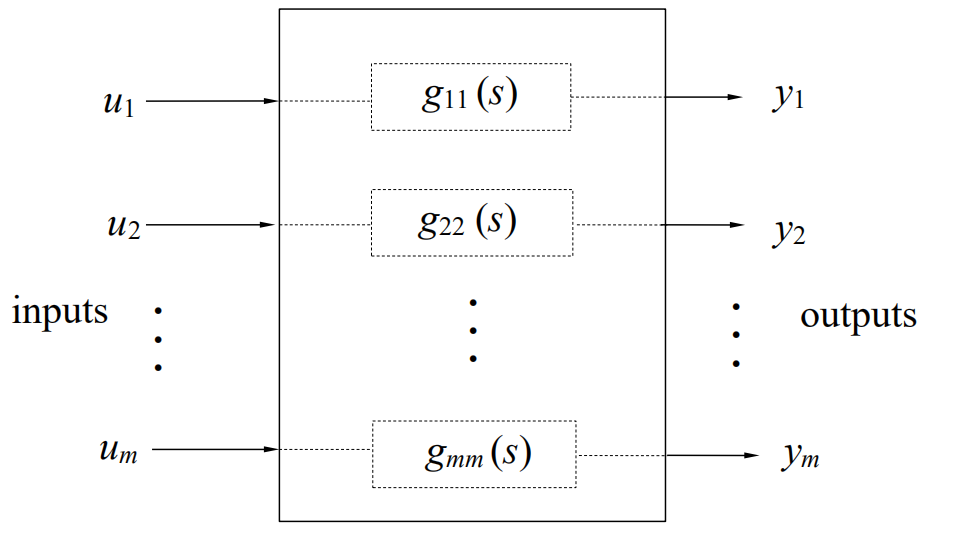 u1 g11 (s) y1
u2 g22 (s) y2
inputs outputs
um gmm (s) ym